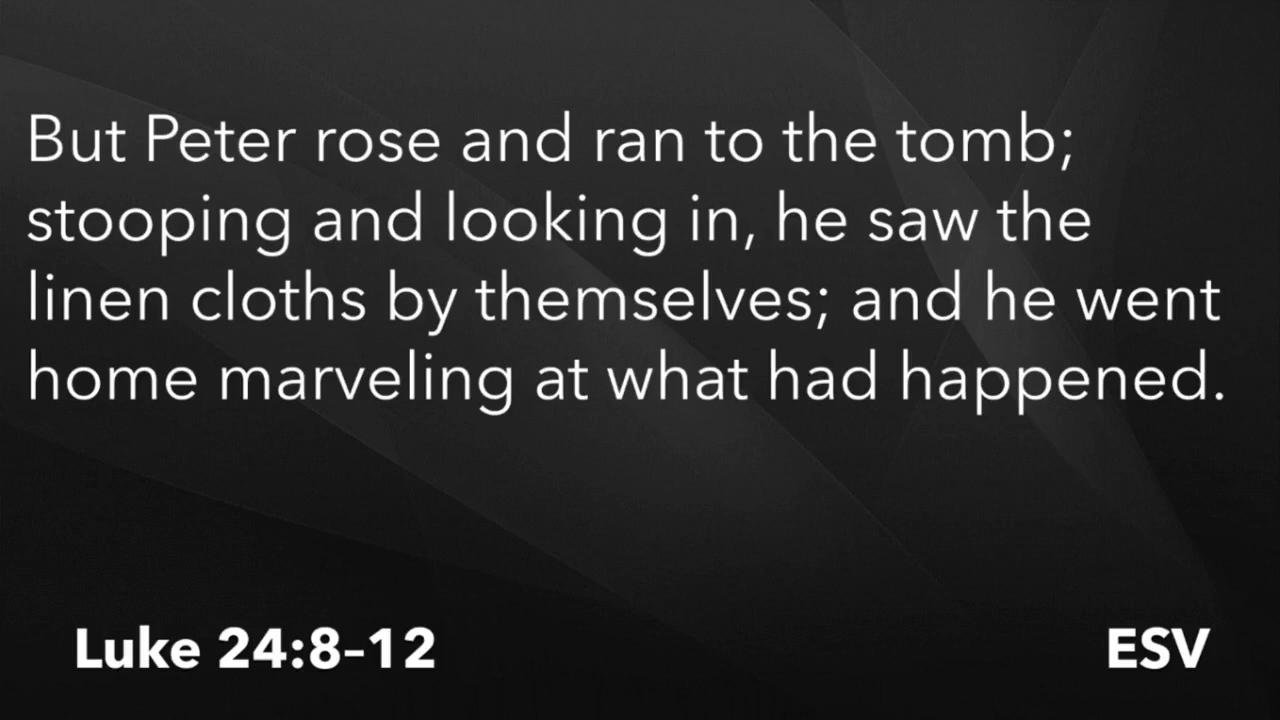 But Peter rose and ran to the tomb;
stooping and looking in, he saw the
linen cloths by themselves; and he went
home marveling at what had happened.
Luke 24:8–12
ESV